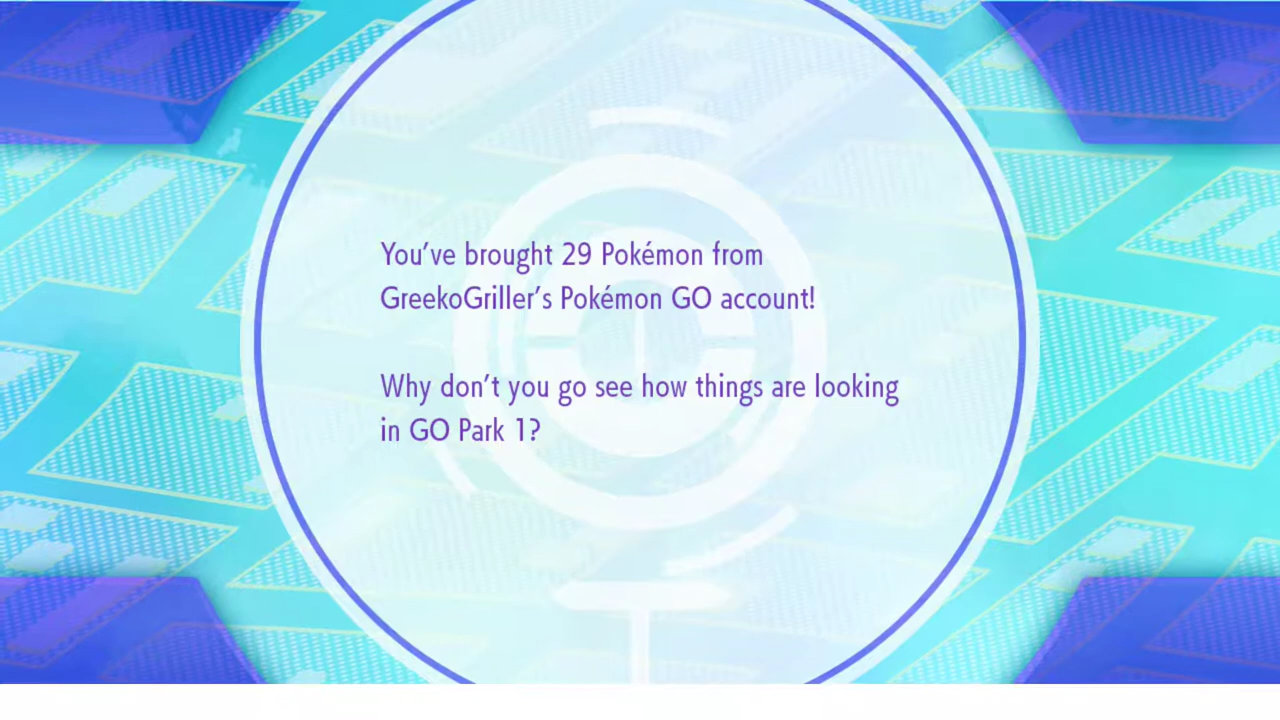 You've brought 29 Pokémon from
GreekoGriller's Pokémon GO account!
Why don't you go see how things are looking
in GO Park 1?